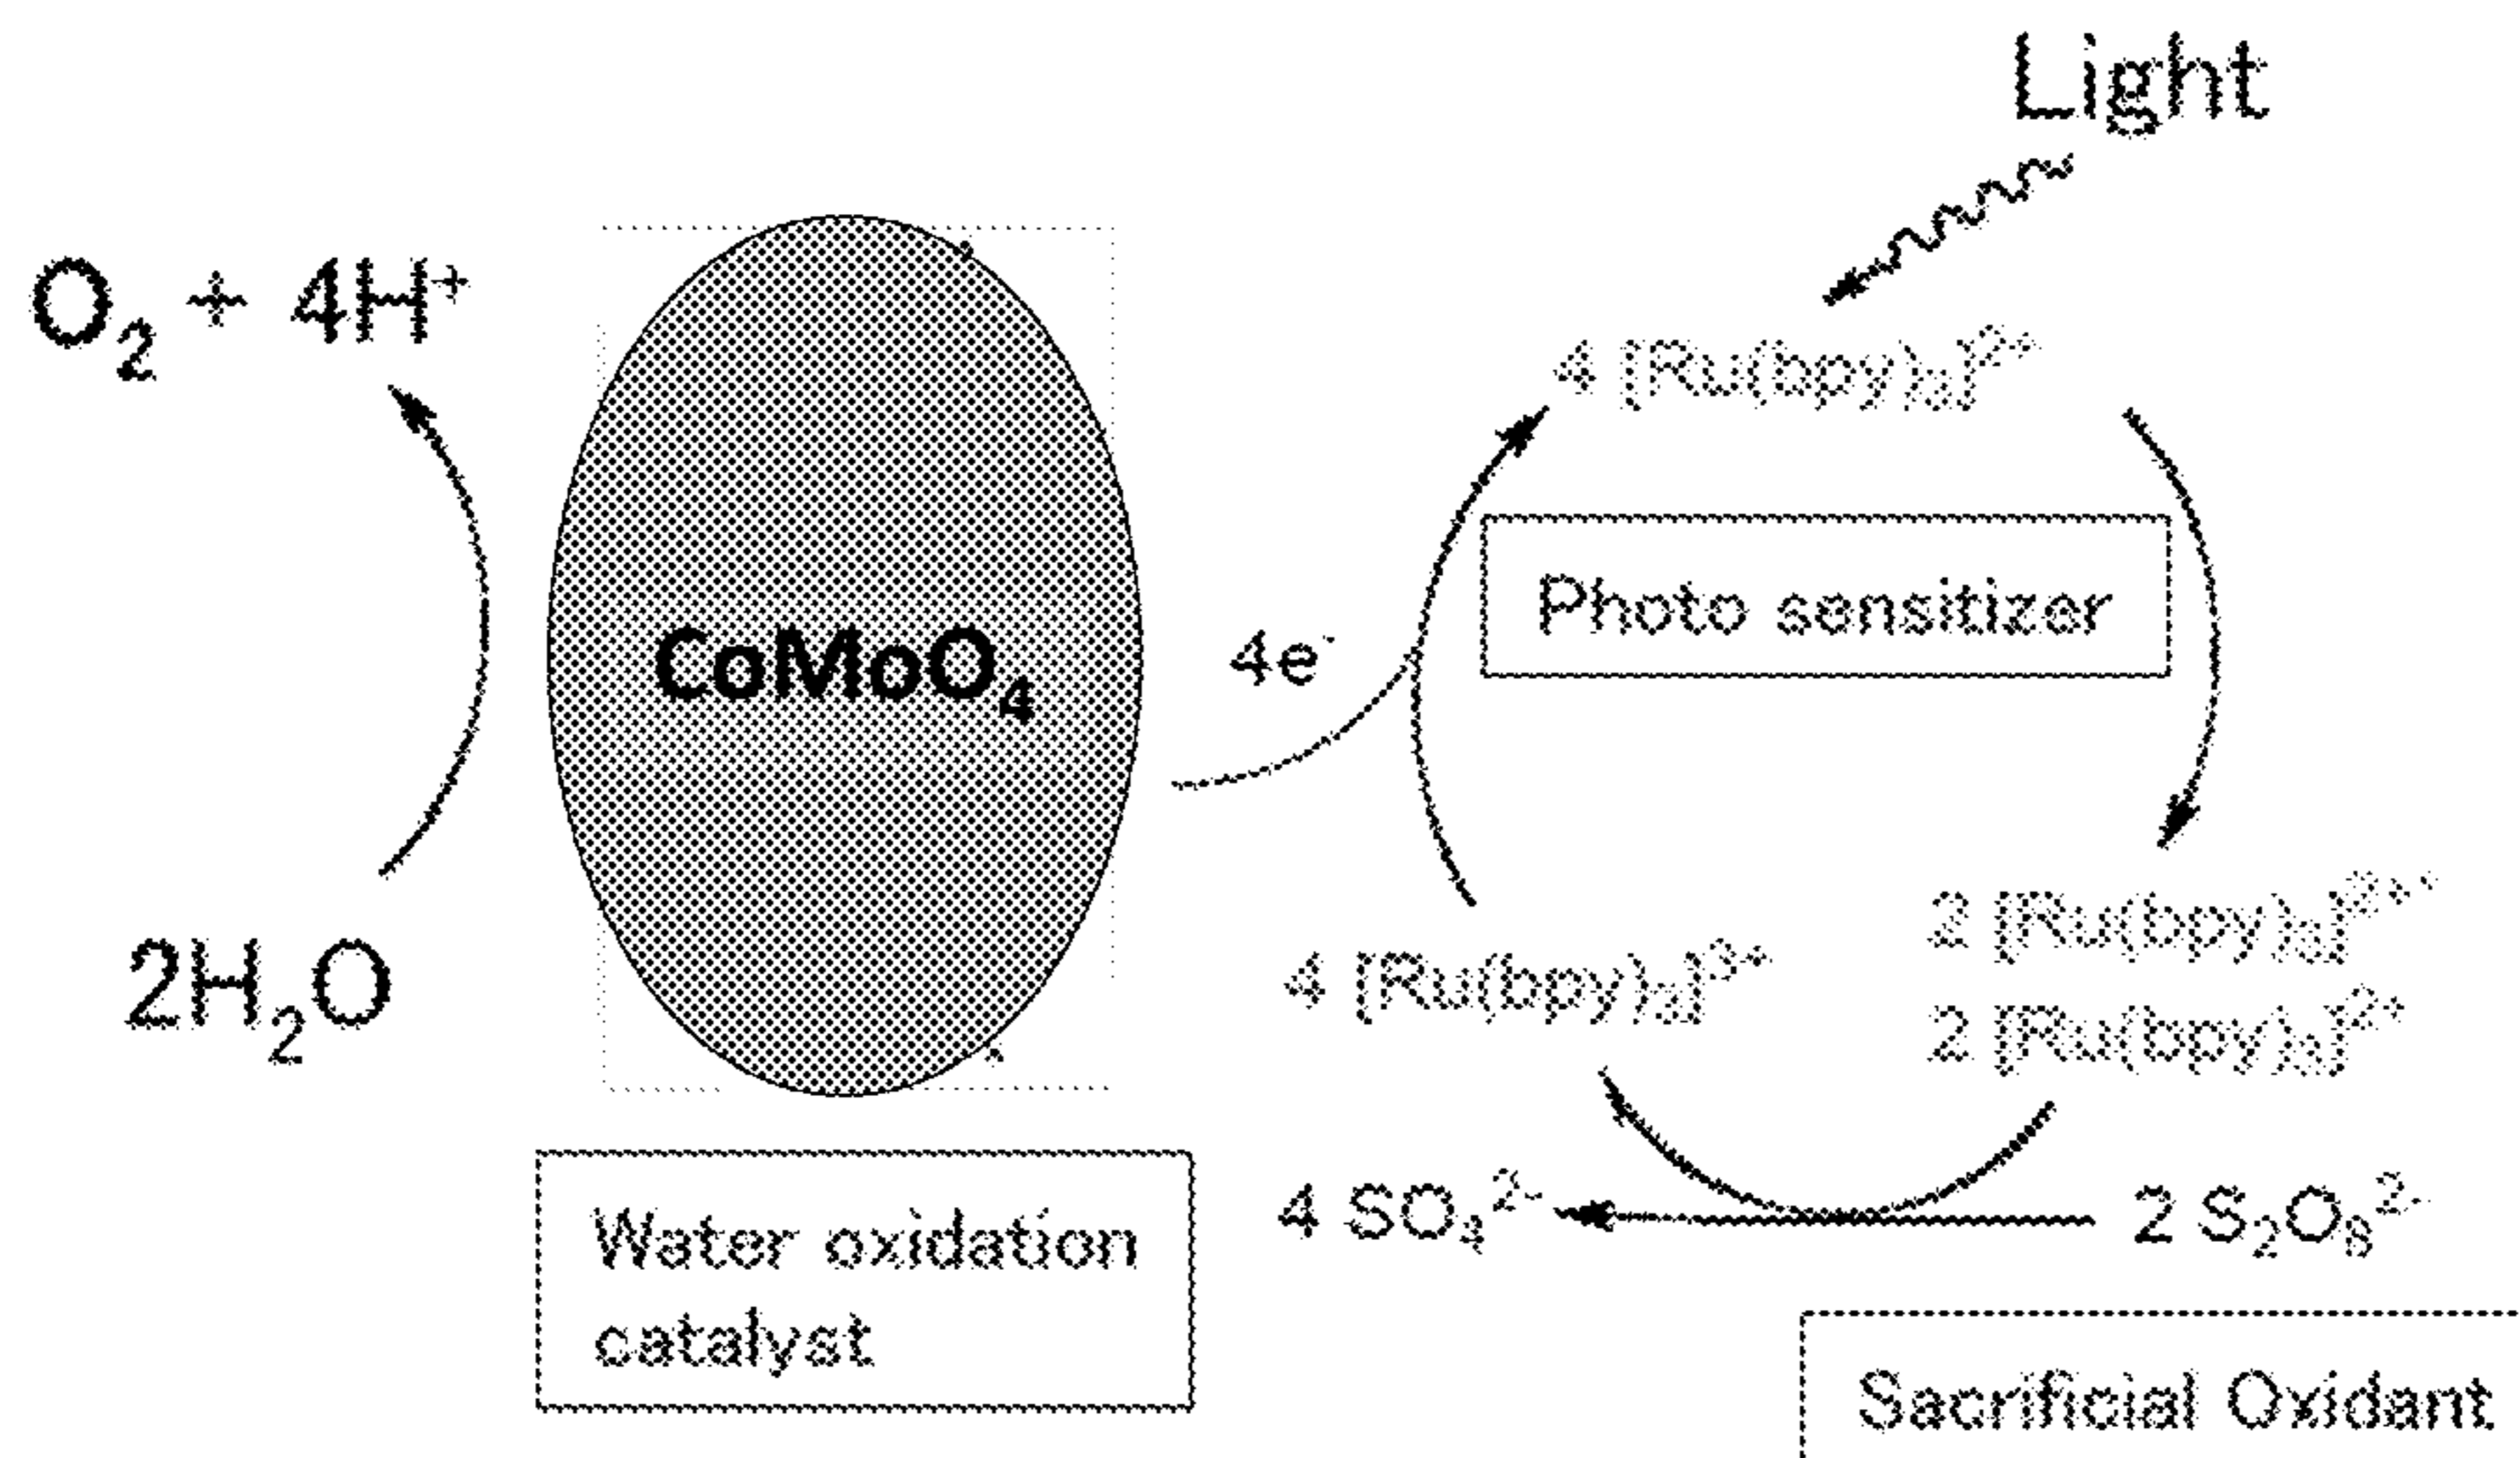 Light
O₂ + 4H⁺
4 [Ru(bpy)₃]²⁺
Photo sensitizer
CoMoO₄
4e⁻
2H₂O
4 [Ru(bpy)₃]³⁺
2 [Ru(bpy)₃]²⁺*
2 [Ru(bpy)₃]²⁺
4 SO₄²⁻
2 S₂O₈²⁻
Water oxidation
catalyst
Sacrificial Oxidant